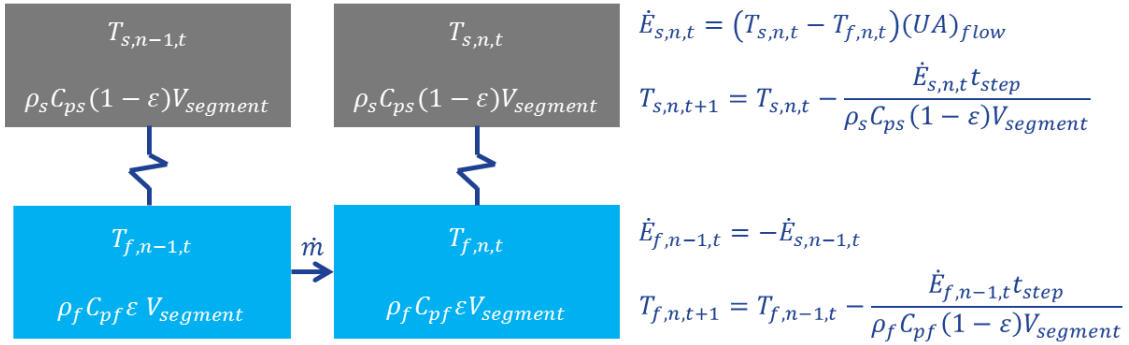 T_{s,n-1,t}
ρ_s C_{ps}(1 − ε)V_{segment}
T_{s,n,t}
ρ_s C_{ps}(1 − ε)V_{segment}
Ė_{s,n,t} = (T_{s,n,t} − T_{f,n,t})(UA)_{flow}
T_{s,n,t+1} = T_{s,n,t} − \frac{Ė_{s,n,t} t_{step}}{ρ_s C_{ps}(1 − ε)V_{segment}}
T_{f,n-1,t}
ρ_f C_{pf} ε V_{segment}
ṁ
T_{f,n,t}
ρ_f C_{pf} εV_{segment}
Ė_{f,n-1,t} = −Ė_{s,n-1,t}
T_{f,n,t+1} = T_{f,n-1,t} − \frac{Ė_{f,n-1,t} t_{step}}{ρ_f C_{pf}(1 − ε)V_{segment}}